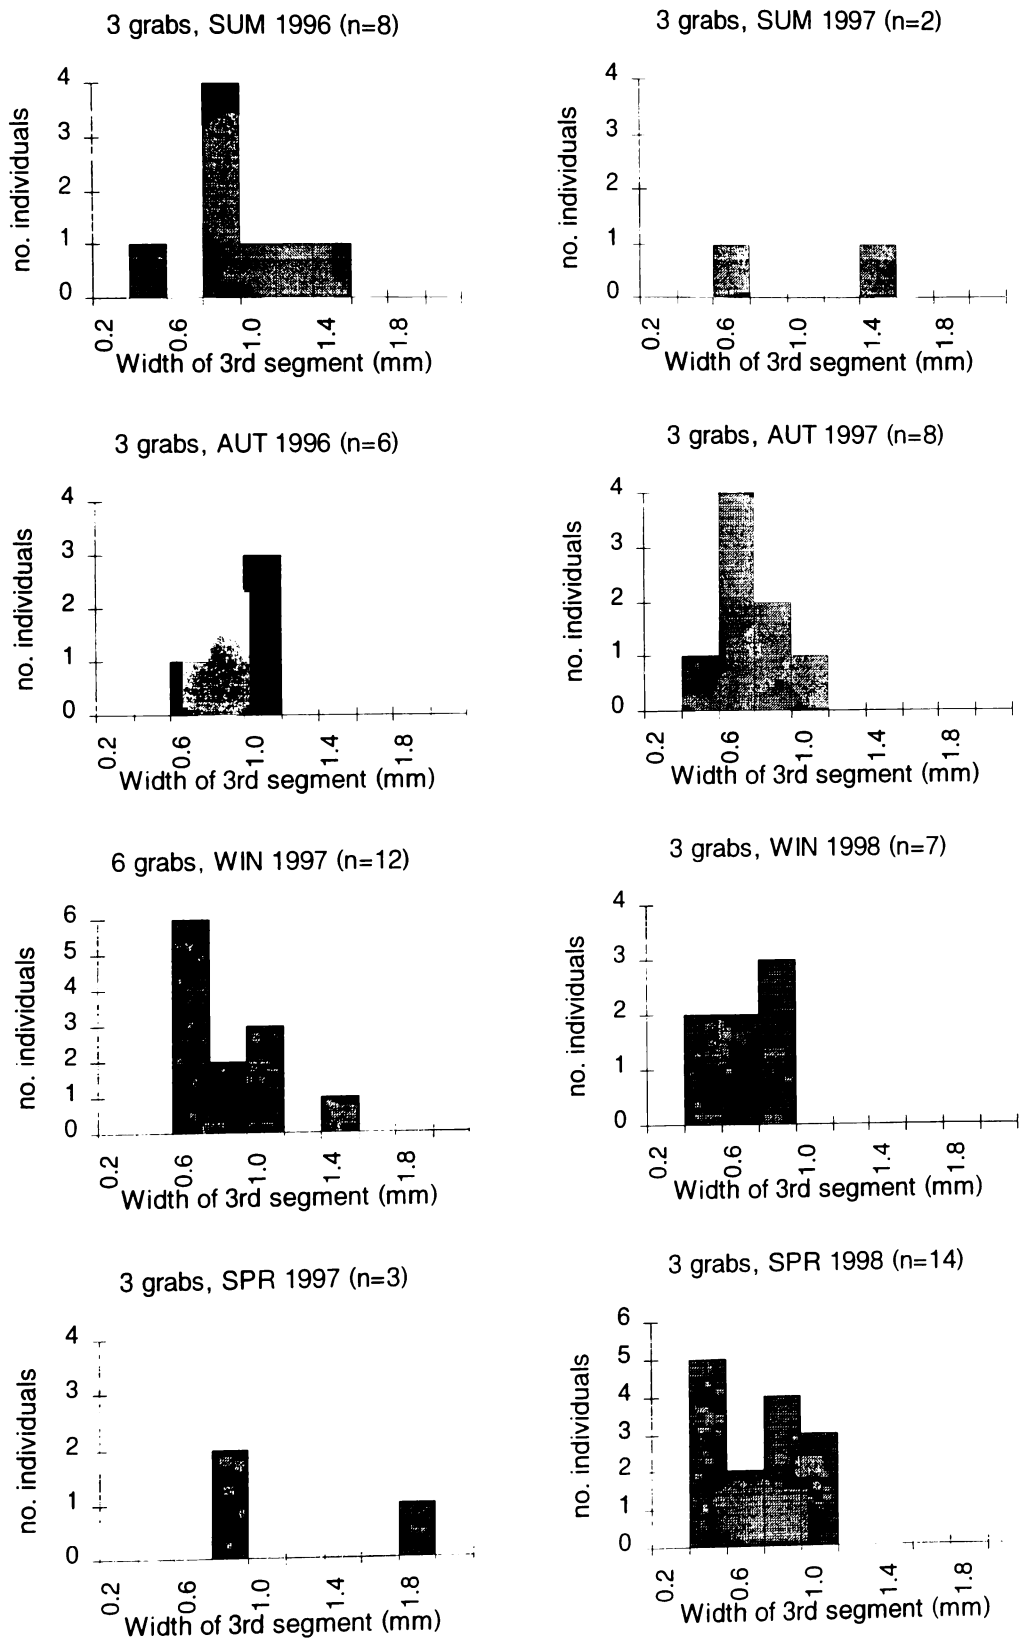 3 grabs, SUM 1996 (n=8)
4
3
2
1
0
no. individuals
0.2 0.6 1.0 1.4 1.8
Width of 3rd segment (mm)
3 grabs, SUM 1997 (n=2)
4
3
2
1
0
no. individuals
0.2 0.6 1.0 1.4 1.8
Width of 3rd segment (mm)
3 grabs, AUT 1996 (n=6)
4
3
2
1
0
no. individuals
0.2 0.6 1.0 1.4 1.8
Width of 3rd segment (mm)
3 grabs, AUT 1997 (n=8)
4
3
2
1
0
no. individuals
0.2 0.6 1.0 1.4 1.8
Width of 3rd segment (mm)
6 grabs, WIN 1997 (n=12)
6
5
4
3
2
1
0
no. individuals
0.2 0.6 1.0 1.4 1.8
Width of 3rd segment (mm)
3 grabs, WIN 1998 (n=7)
4
3
2
1
0
no. individuals
0.2 0.6 1.0 1.4 1.8
Width of 3rd segment (mm)
3 grabs, SPR 1997 (n=3)
4
3
2
1
0
no. individuals
0.2 0.6 1.0 1.4 1.8
Width of 3rd segment (mm)
3 grabs, SPR 1998 (n=14)
6
5
4
3
2
1
0
no. individuals
0.2 0.6 1.0 1.4 1.8
Width of 3rd segment (mm)